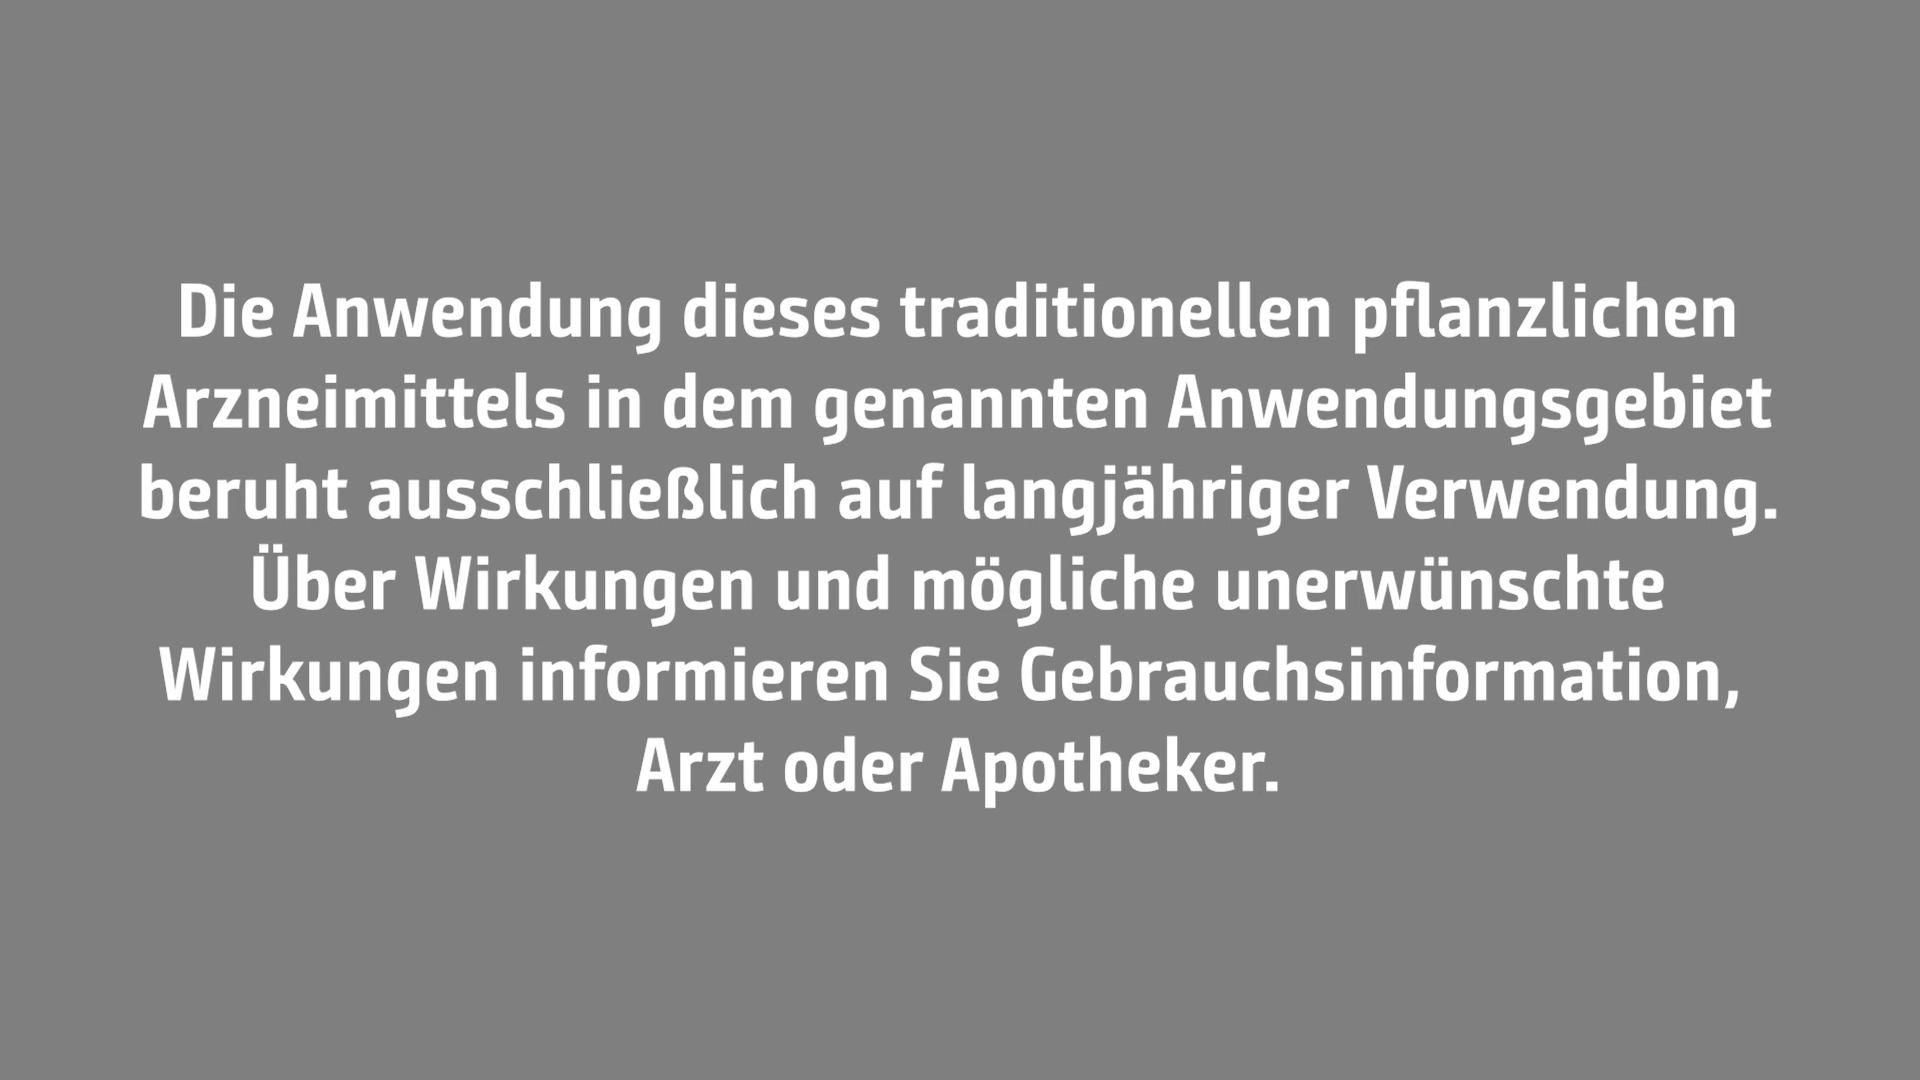 Die Anwendung dieses traditionellen pflanzlichen
Arzneimittels in dem genannten Anwendungsgebiet
beruht ausschließlich auf langjähriger Verwendung.
Über Wirkungen und mögliche unerwünschte
Wirkungen informieren Sie Gebrauchsinformation,
Arzt oder Apotheker.